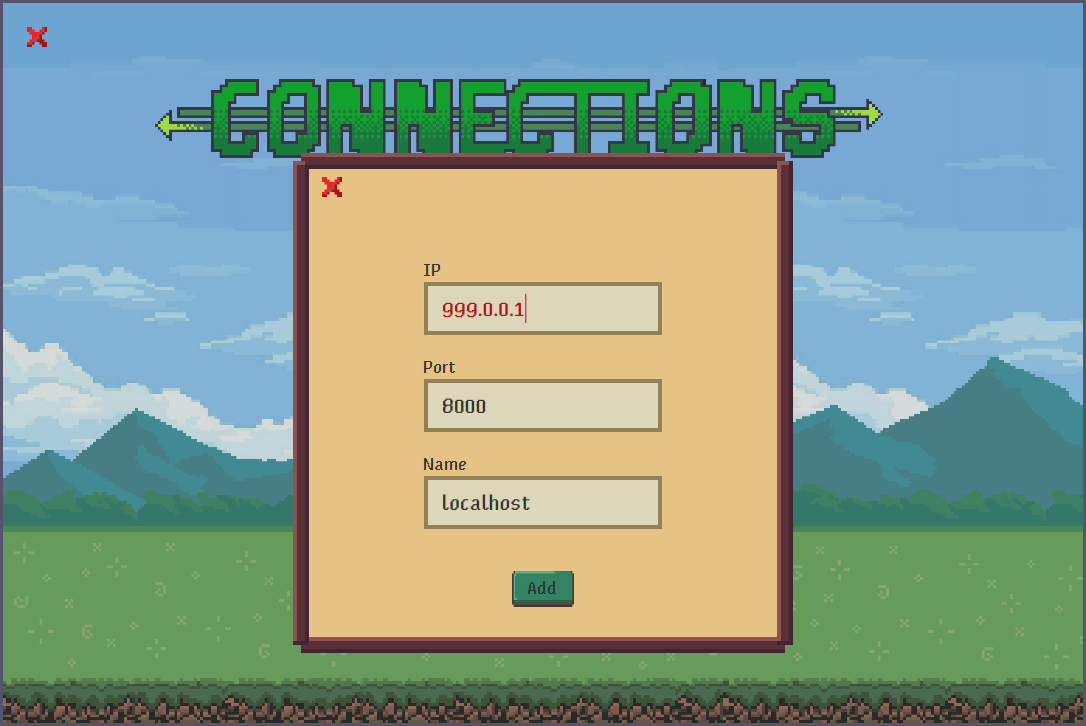 CONNECTIONS
IP
999.0.0.1
Port
8000
Name
localhost
Add